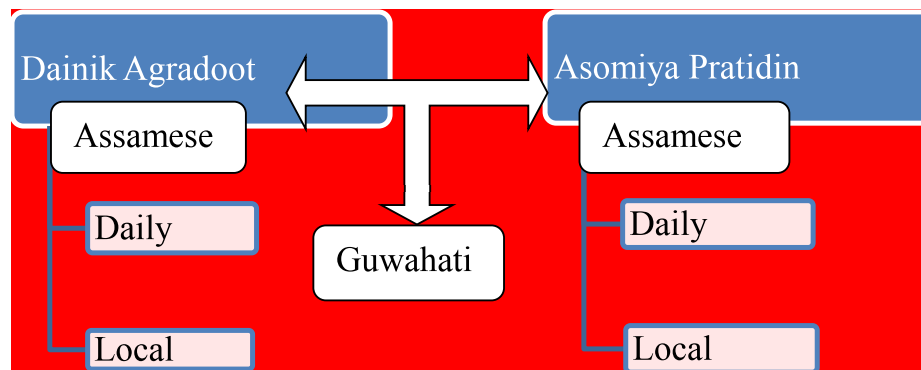 Dainik Agradoot
Asomiya Pratidin
Assamese
Assamese
Daily
Daily
Guwahati
Local
Local